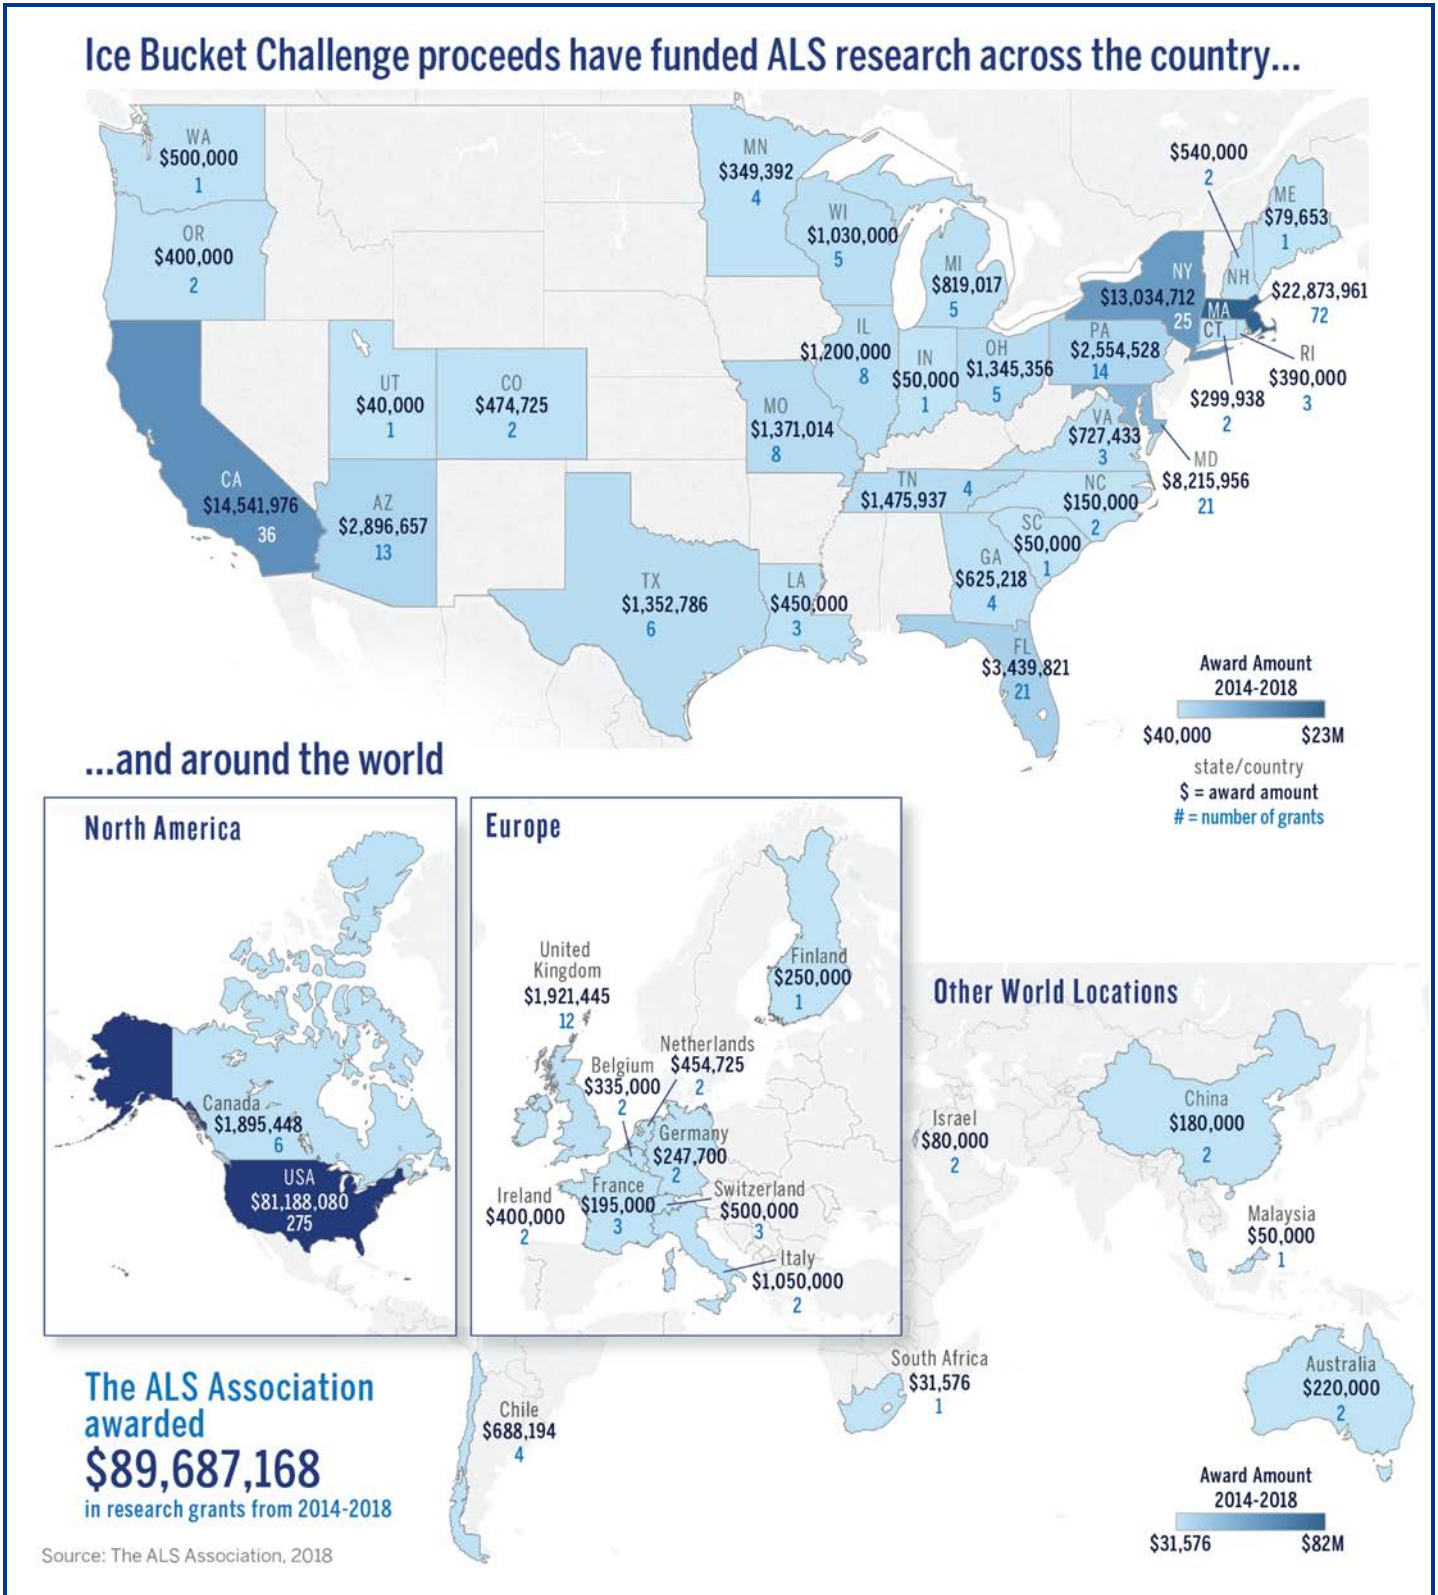 Ice Bucket Challenge proceeds have funded ALS research across the country...
WA
$500,000
1
OR
$400,000
2
CA
$14,541,976
36
UT
$40,000
1
CO
$474,725
2
AZ
$2,896,657
13
TX
$1,352,786
6
MN
$349,392
4
WI
$1,030,000
5
MI
$819,017
5
IL
$1,200,000
8
IN
$50,000
1
OH
$1,345,356
5
MO
$1,371,014
8
TN
$1,475,937
4
LA
$450,000
3
GA
$625,218
4
FL
$3,439,821
21
SC
$50,000
1
NC
$150,000
2
VA
$727,433
3
MD
$8,215,956
21
PA
$2,554,528
14
NY
$13,034,712
25
$540,000
2
NH
ME
$79,653
1
MA
$22,873,961
72
CT
$299,938
2
RI
$390,000
3
Award Amount
2014-2018
$40,000 $23M
state/country
$ = award amount
# = number of grants
...and around the world
North America
Canada
$1,895,448
6
USA
$81,188,080
275
Europe
United
Kingdom
$1,921,445
12
Finland
$250,000
1
Netherlands
$454,725
2
Belgium
$335,000
2
Germany
$247,700
2
Ireland
$400,000
2
France
$195,000
3
Switzerland
$500,000
3
Italy
$1,050,000
2
Other World Locations
Israel
$80,000
2
China
$180,000
2
Malaysia
$50,000
1
South Africa
$31,576
1
Australia
$220,000
2
Chile
$688,194
4
The ALS Association
awarded
$89,687,168
in research grants from 2014-2018
Award Amount
2014-2018
$31,576 $82M
Source: The ALS Association, 2018